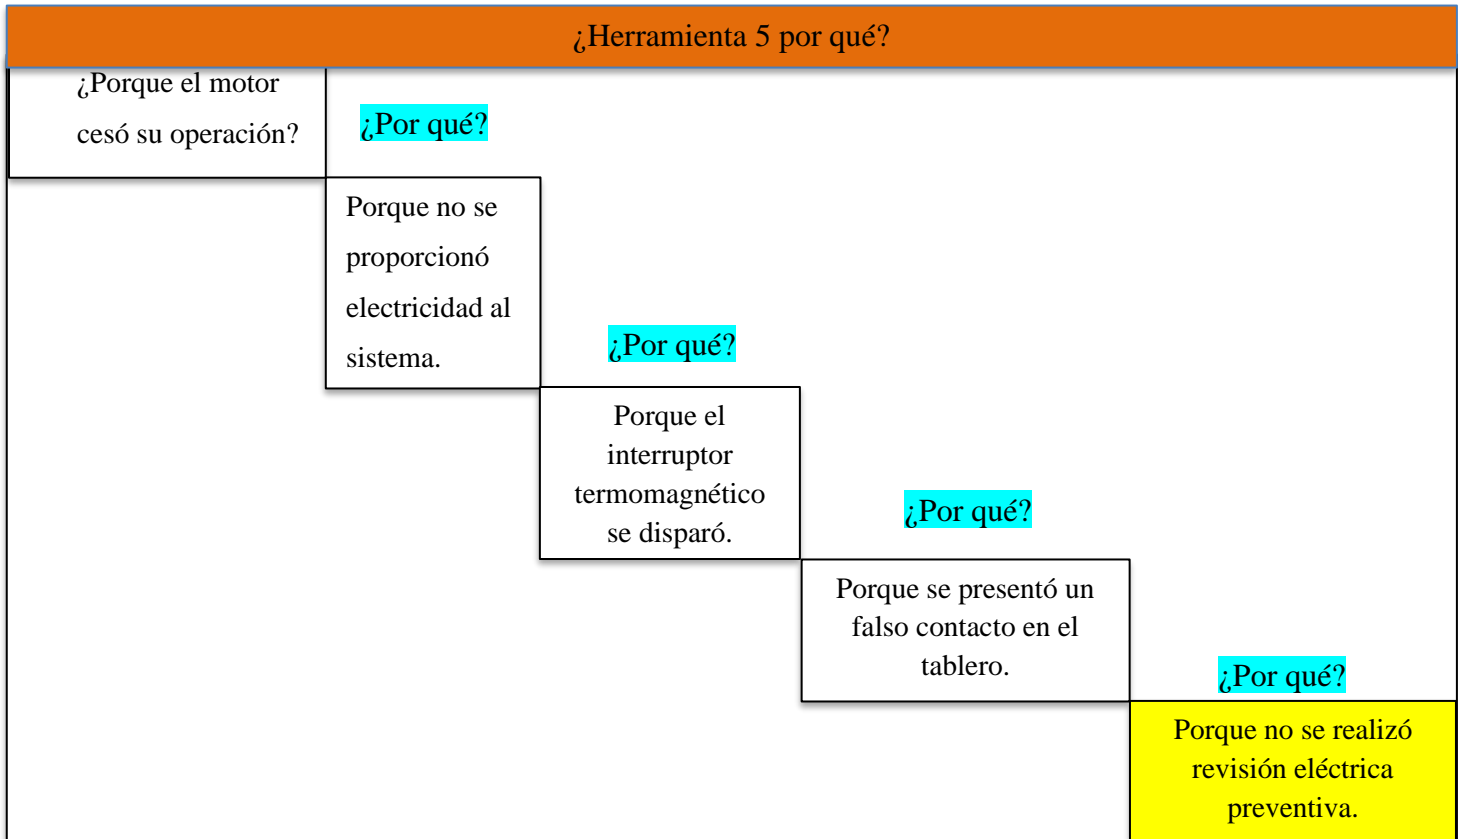 ¿Herramienta 5 por qué?
¿Porque el motor
cesó su operación?
¿Por qué?
Porque no se
proporcionó
electricidad al
sistema.
¿Por qué?
Porque el
interruptor
termomagnético
se disparó.
¿Por qué?
Porque se presentó un
falso contacto en el
tablero.
¿Por qué?
Porque no se realizó
revisión eléctrica
preventiva.